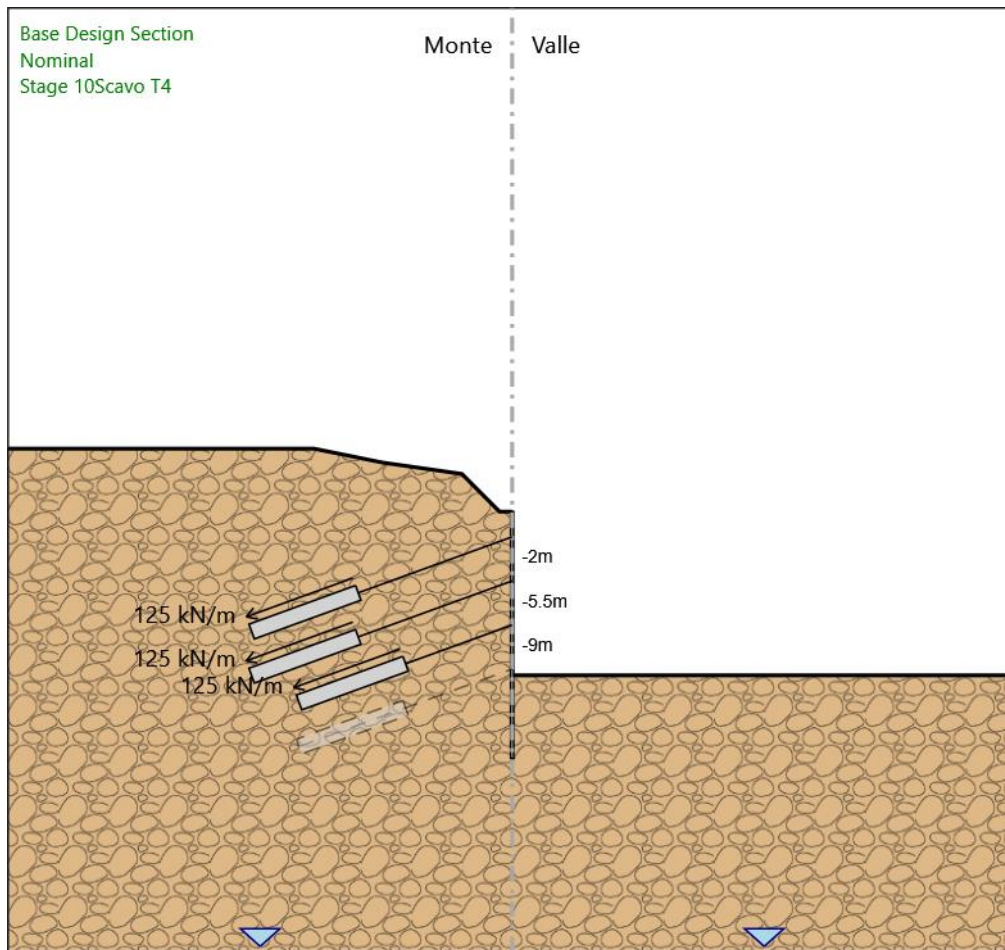 Base Design Section
Nominal
Stage 10Scavo T4
Monte
Valle
-2m
-5.5m
125 kN/m
-9m
125 kN/m
125 kN/m